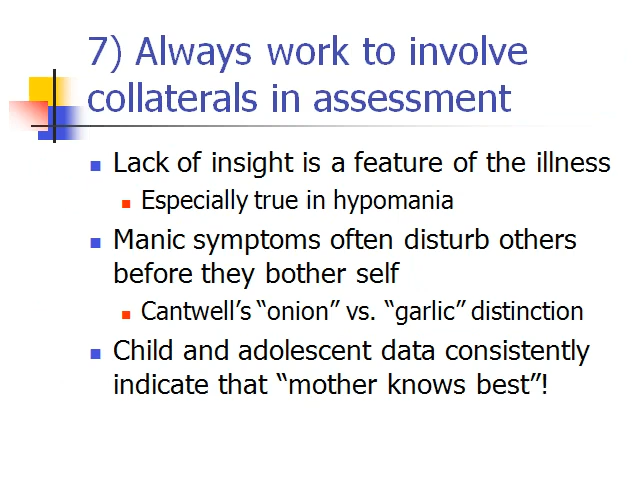 7) Always work to involve
collaterals in assessment
Lack of insight is a feature of the illness
Especially true in hypomania
Manic symptoms often disturb others
before they bother self
Cantwell’s “onion” vs. “garlic” distinction
Child and adolescent data consistently
indicate that “mother knows best”!